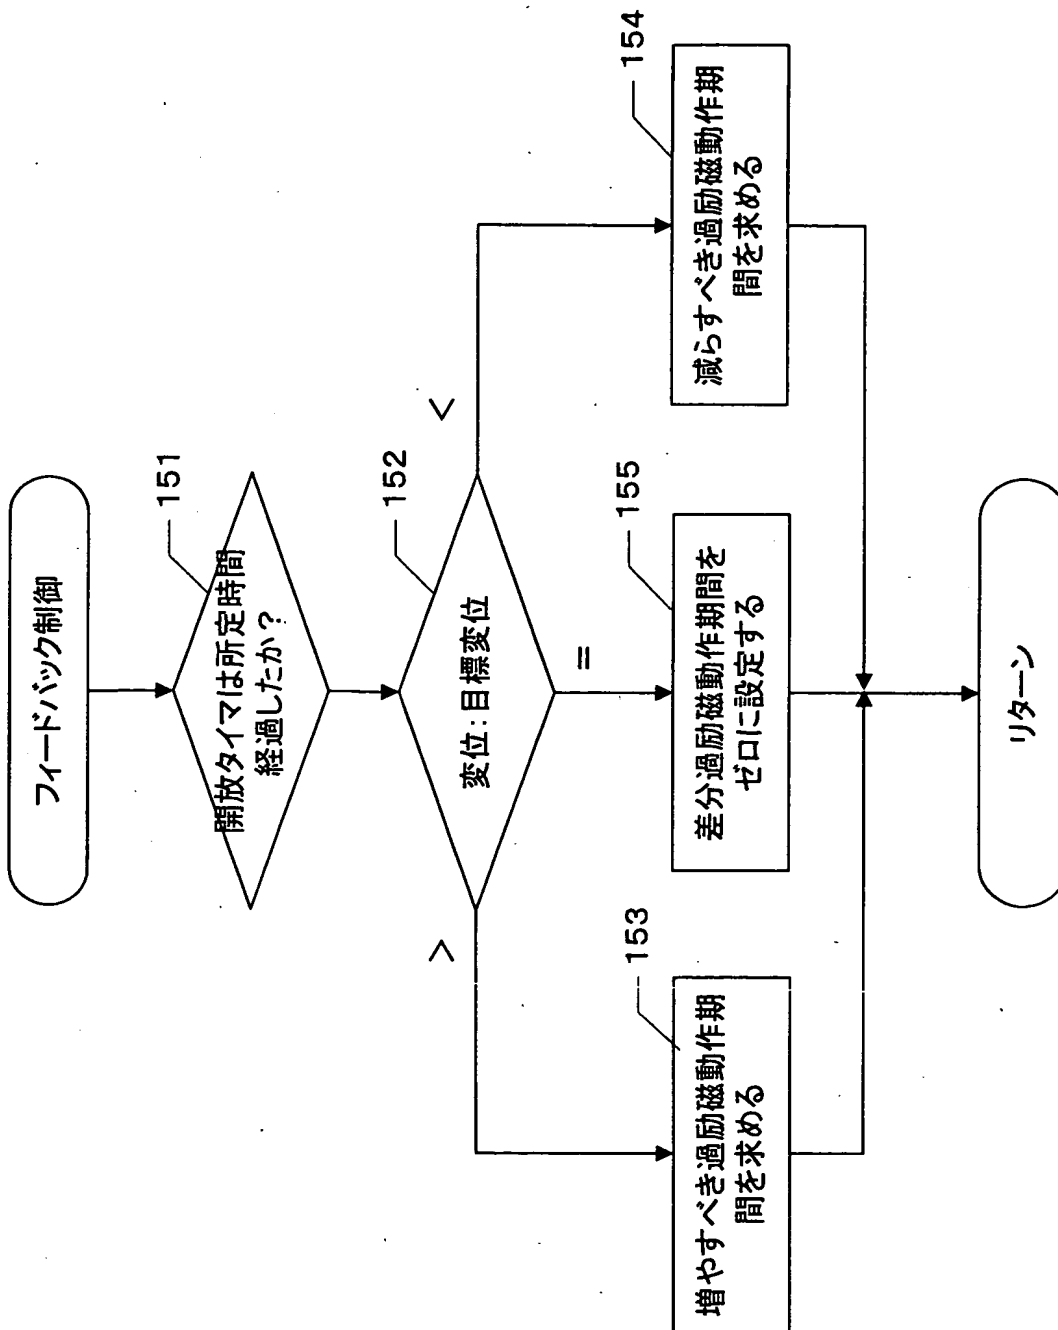 フィードバック制御
開放タイマは所定時間
経過したか？
151
変位：目標変位
152
>
=
<
増やすべき過励磁動作期
間を求める
153
差分過励磁動作期間を
ゼロに設定する
155
減らすべき過励磁動作期
間を求める
154
リターン